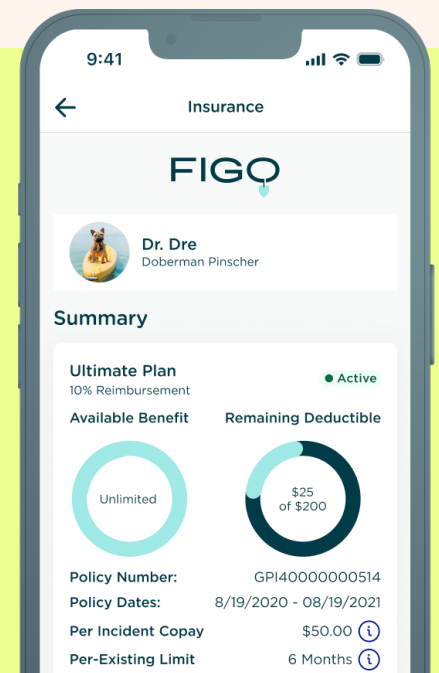 9:41
Insurance
FIGO
Dr. Dre
Doberman Pinscher
Summary
Ultimate Plan
10% Reimbursement
Active
Available Benefit
Remaining Deductible
Unlimited
$25
of $200
Policy Number: GPI40000000514
Policy Dates: 8/19/2020 - 08/19/2021
Per Incident Copay $50.00 i
Per-Existing Limit 6 Months i